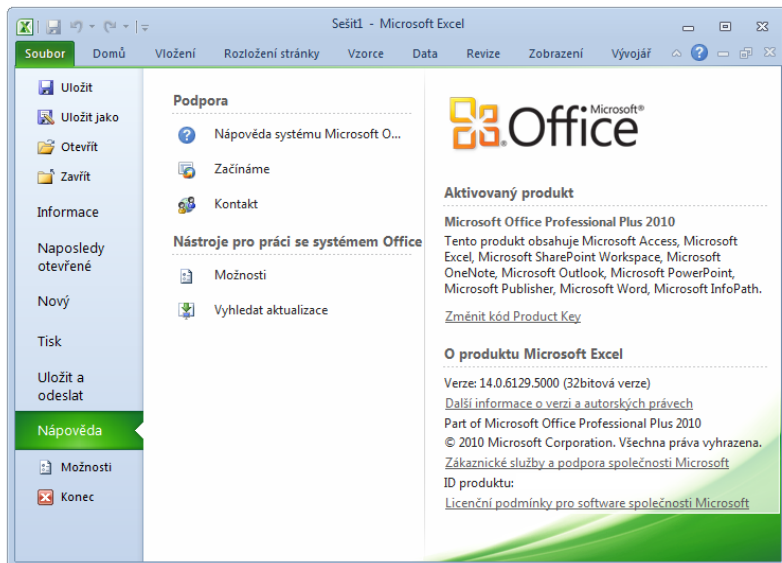 Sešit1 - Microsoft Excel
Soubor Domů Vložení Rozložení stránky Vzorce Data Revize Zobrazení Vývojář
Uložit
Uložit jako
Otevřít
Zavřít
Informace
Naposledy
otevřené
Nový
Tisk
Uložit a
odeslat
Nápověda
Možnosti
Konec
Podpora
Nápověda systému Microsoft O...
Začínáme
Kontakt
Nástroje pro práci se systémem Office
Možnosti
Vyhledat aktualizace
Microsoft®
Office
Aktivovaný produkt
Microsoft Office Professional Plus 2010
Tento produkt obsahuje Microsoft Access, Microsoft
Excel, Microsoft SharePoint Workspace, Microsoft
OneNote, Microsoft Outlook, Microsoft PowerPoint,
Microsoft Publisher, Microsoft Word, Microsoft InfoPath.
Změnit kód Product Key
O produktu Microsoft Excel
Verze: 14.0.6129.5000 (32bitová verze)
Další informace o verzi a autorských právech
Part of Microsoft Office Professional Plus 2010
© 2010 Microsoft Corporation. Všechna práva vyhrazena.
Zákaznické služby a podpora společnosti Microsoft
ID produktu:
Licenční podmínky pro software společnosti Microsoft